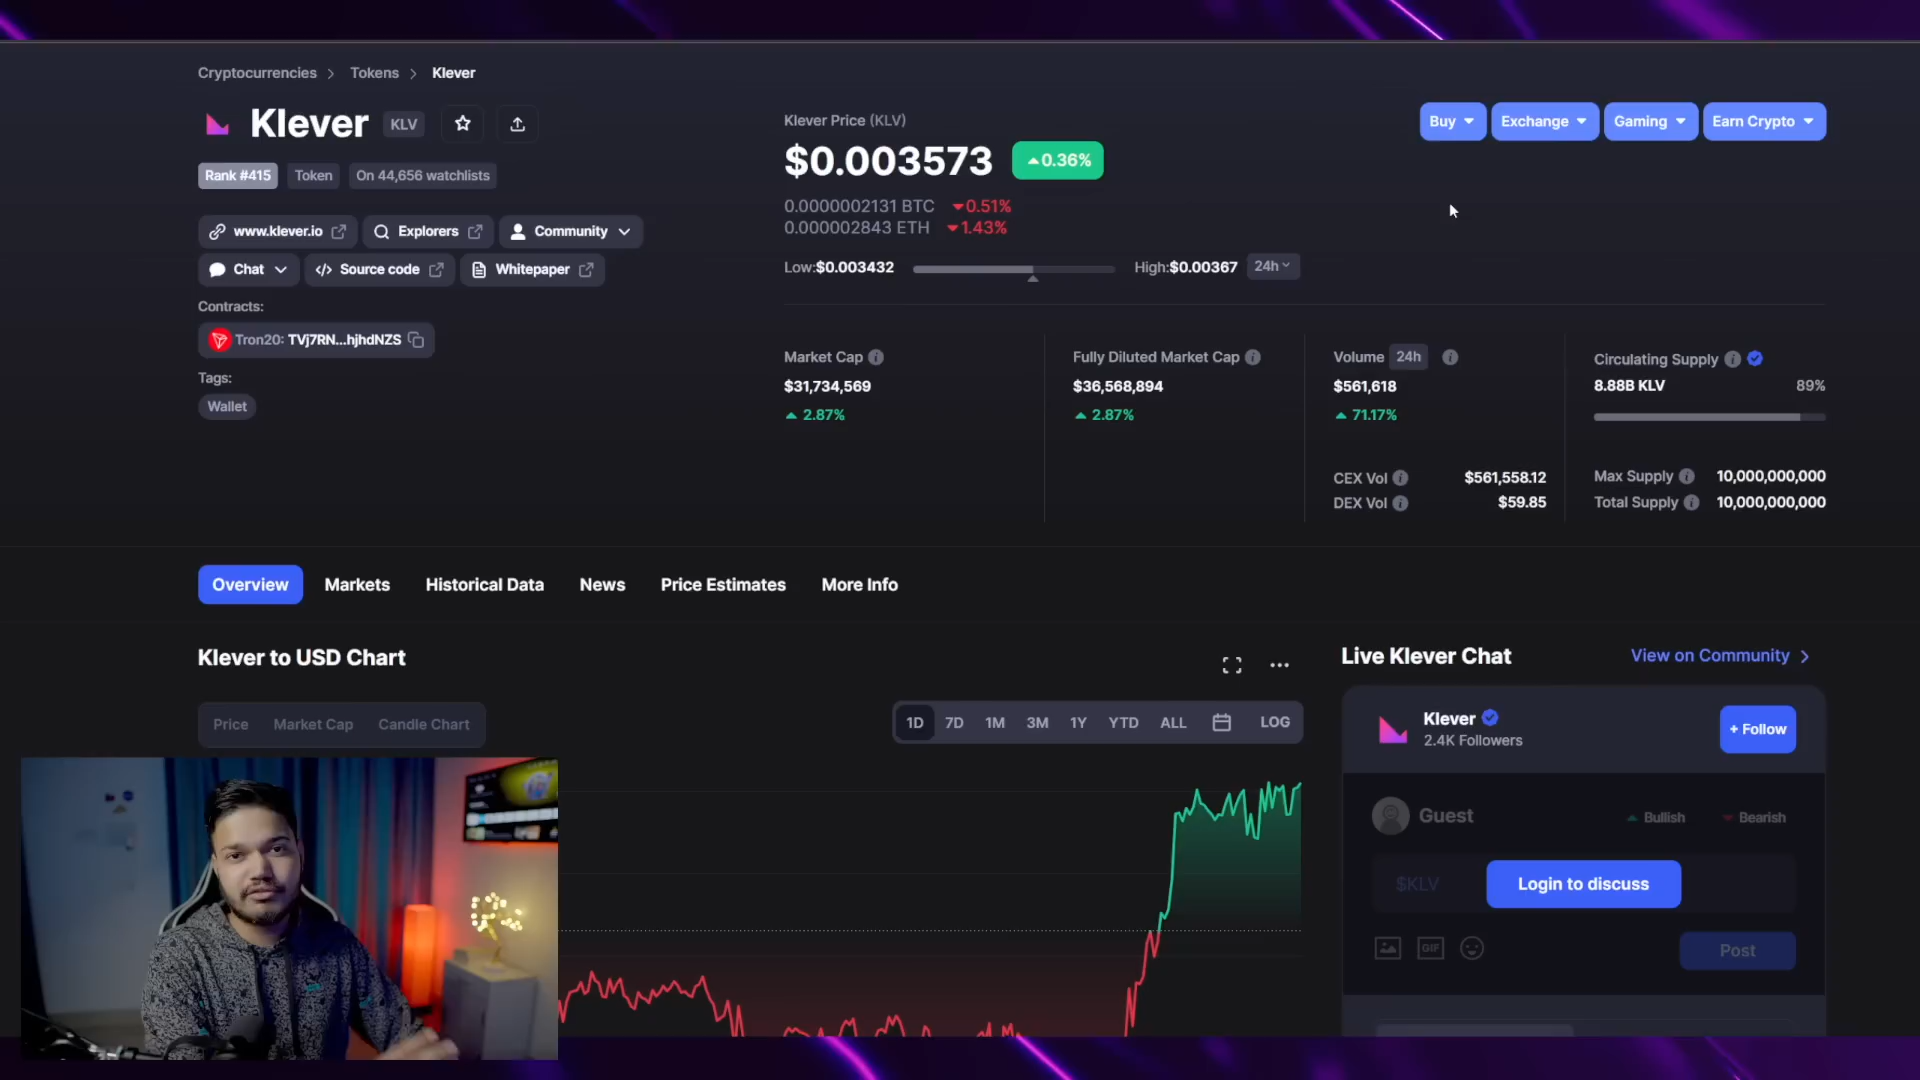 Cryptocurrencies > Tokens > Klever
Klever KLV
Rank #415 Token On 44,656 watchlists
www.klever.io Explorers Community
Chat Source code Whitepaper
Contracts:
Tron20: TVj7RN...hjhdNZS
Tags:
Wallet
Klever Price (KLV)
$0.003573 0.36%
0.0000002131 BTC 0.51%
0.000002843 ETH 1.43%
Low:$0.003432 High:$0.00367 24h
Buy Exchange Gaming Earn Crypto
Market Cap
$31,734,569
2.87%
Fully Diluted Market Cap
$36,568,894
2.87%
Volume 24h
$561,618
71.17%
CEX Vol $561,558.12
DEX Vol $59.85
Circulating Supply
8.88B KLV 89%
Max Supply 10,000,000,000
Total Supply 10,000,000,000
Overview Markets Historical Data News Price Estimates More Info
Klever to USD Chart
Price Market Cap Candle Chart
1D 7D 1M 3M 1Y YTD ALL LOG
Live Klever Chat View on Community >
Klever
2.4K Followers
+ Follow
Guest Bullish Bearish
$KLV
Login to discuss
GIF
Post